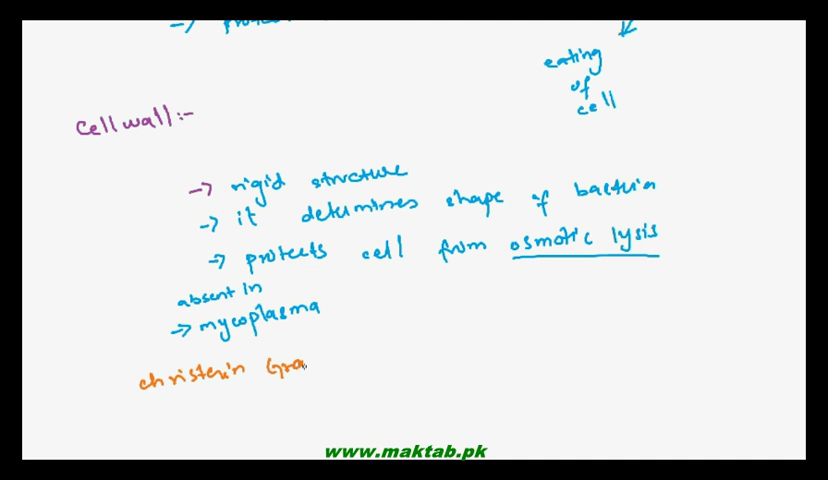 eating
of
cell
cell wall:-
-> rigid structure
-> it determines shape of bacteria
-> protects cell from osmotic lysis
absent in
-> mycoplasma
christerin Gra
www.maktab.pk